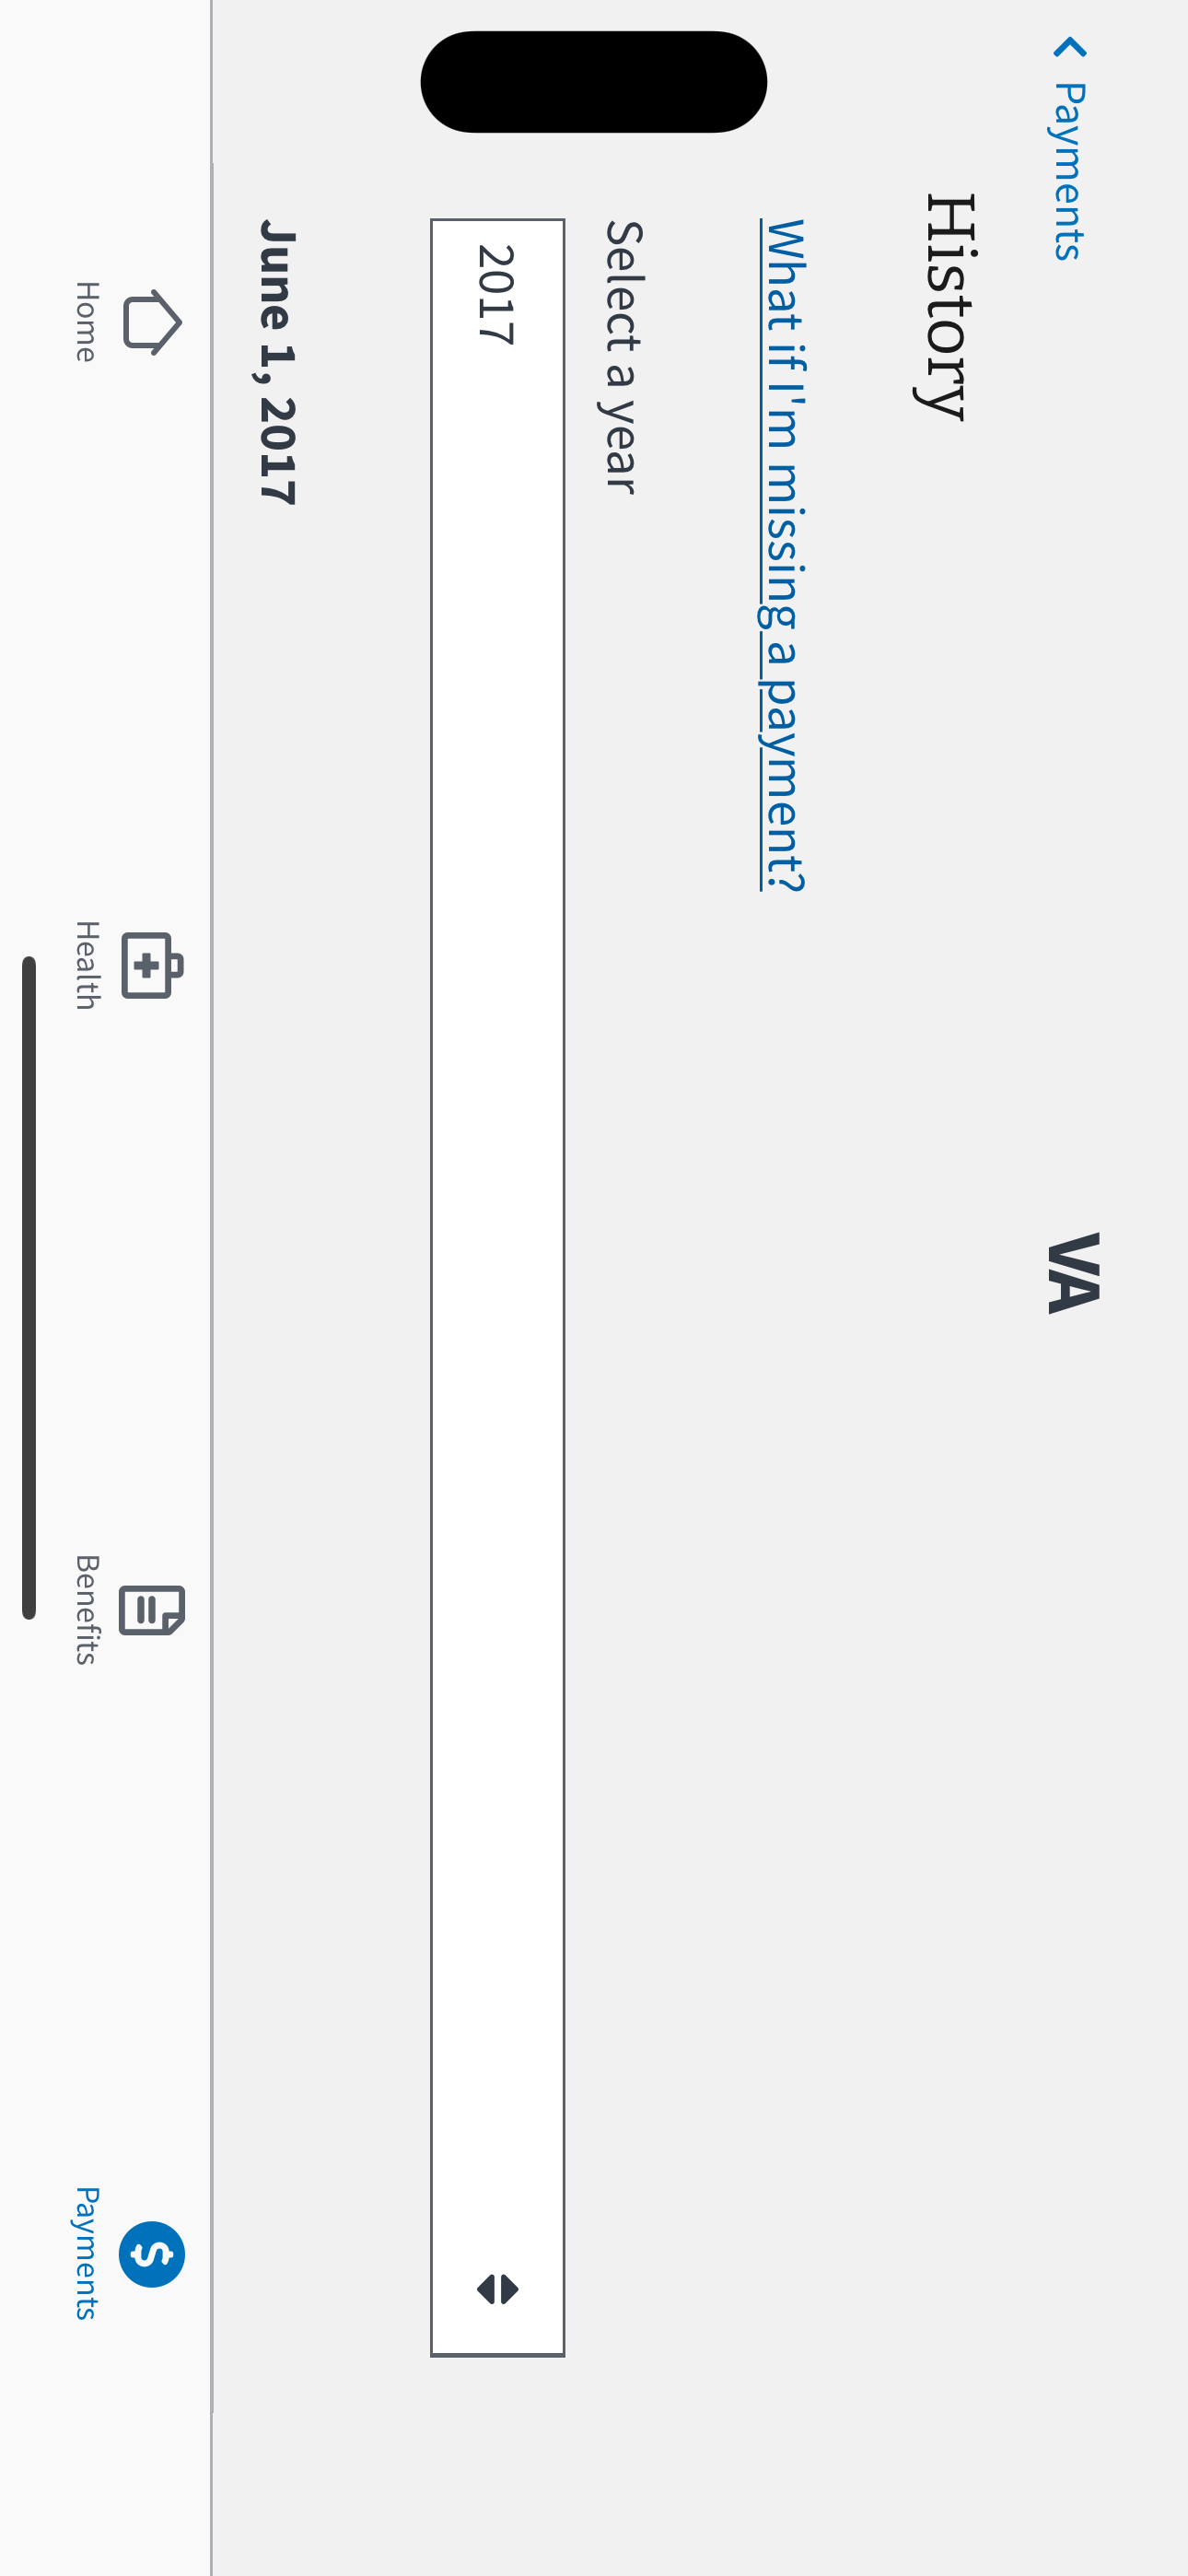 Payments
VA
History
What if I'm missing a payment?
Select a year
2017
June 1, 2017
Home
Health
Benefits
Payments